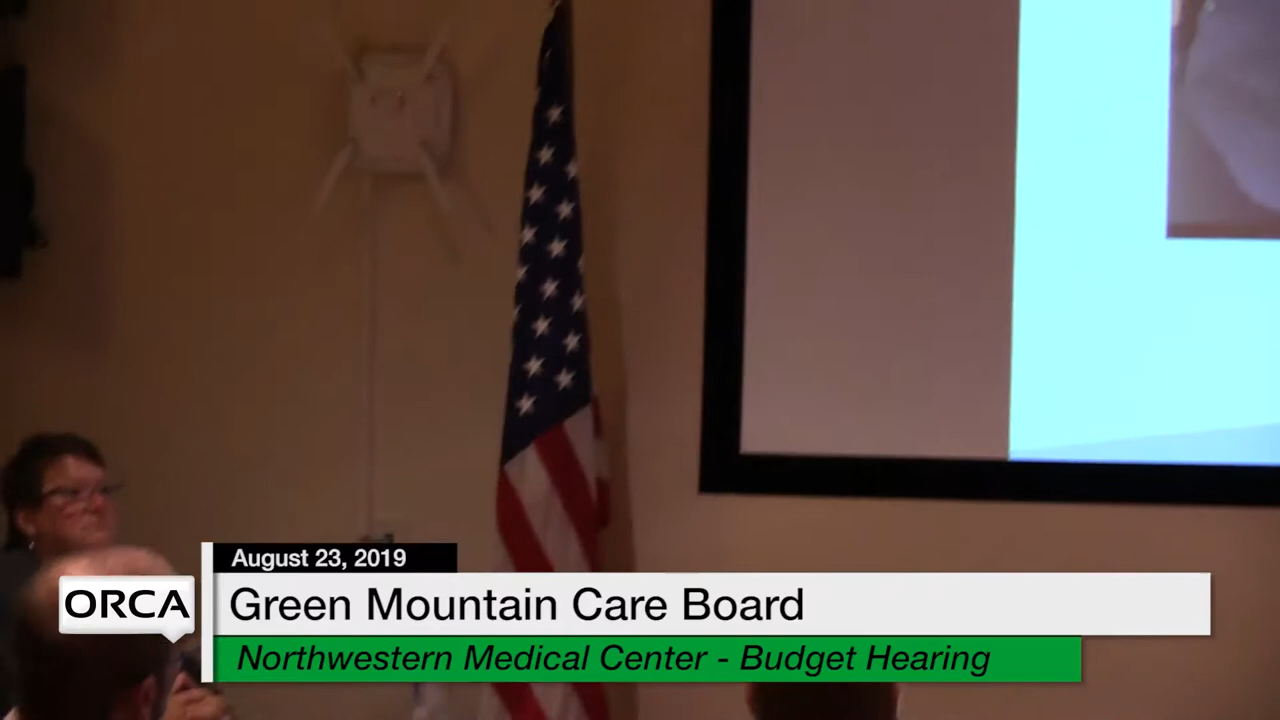 August 23, 2019
ORCA
Green Mountain Care Board
Northwestern Medical Center - Budget Hearing